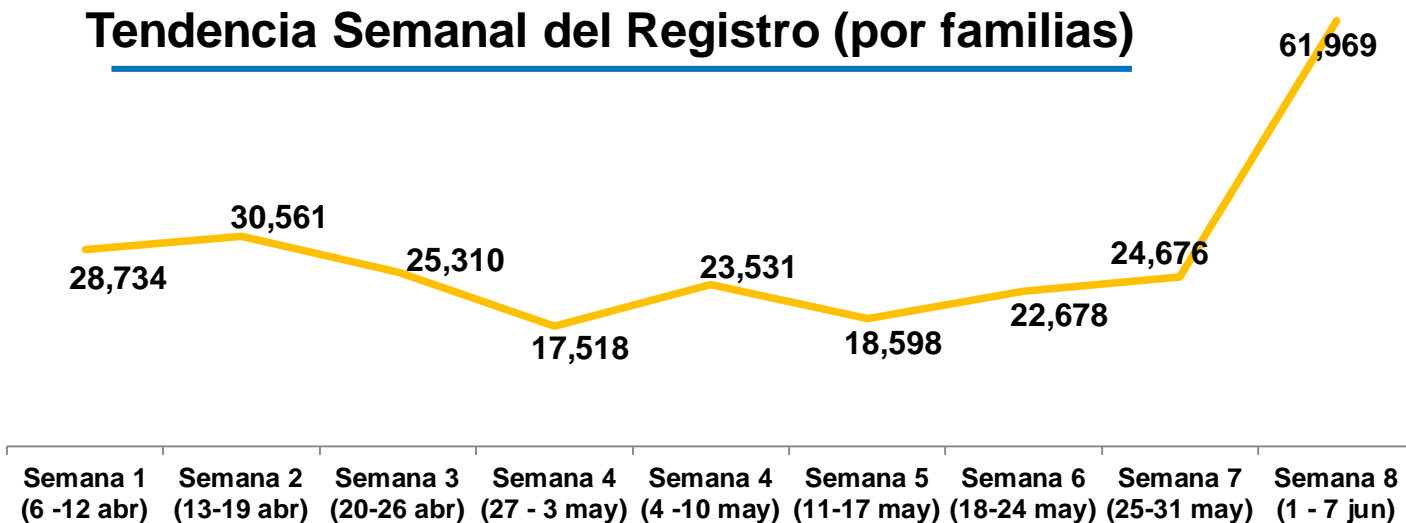 Tendencia Semanal del Registro (por familias)
61,969
30,561
28,734
25,310
17,518
23,531
18,598
22,678
24,676
Semana 1
(6 -12 abr)
Semana 2
(13-19 abr)
Semana 3
(20-26 abr)
Semana 4
(27 - 3 may)
Semana 4
(4 -10 may)
Semana 5
(11-17 may)
Semana 6
(18-24 may)
Semana 7
(25-31 may)
Semana 8
(1 - 7 jun)